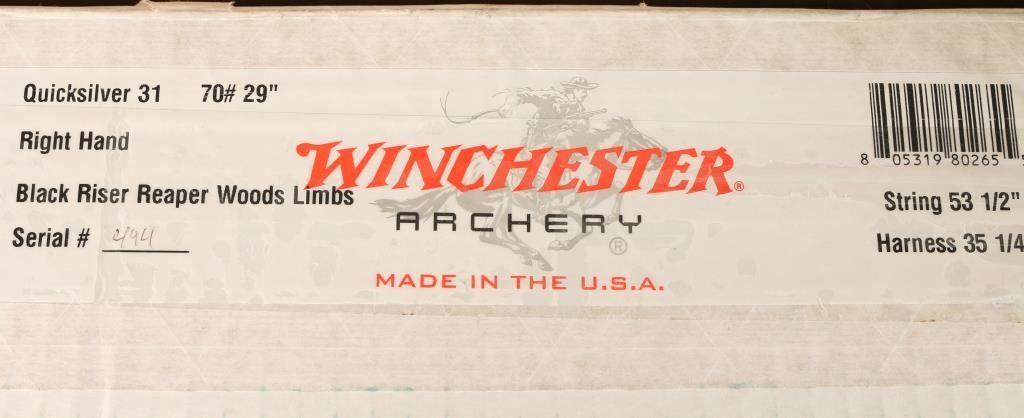 Quicksilver 31 70# 29"
Right Hand
Black Riser Reaper Woods Limbs
Serial # 494
WINCHESTER®
ARCHERY
®
MADE IN THE U.S.A.
8 05319 80265
String 53 1/2"
Harness 35 1/4